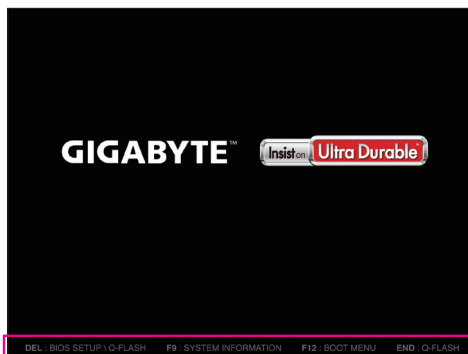 GIGABYTE™
Insist on Ultra Durable™
DEL : BIOS SETUP \ Q-FLASH F9 : SYSTEM INFORMATION F12 : BOOT MENU END : Q-FLASH